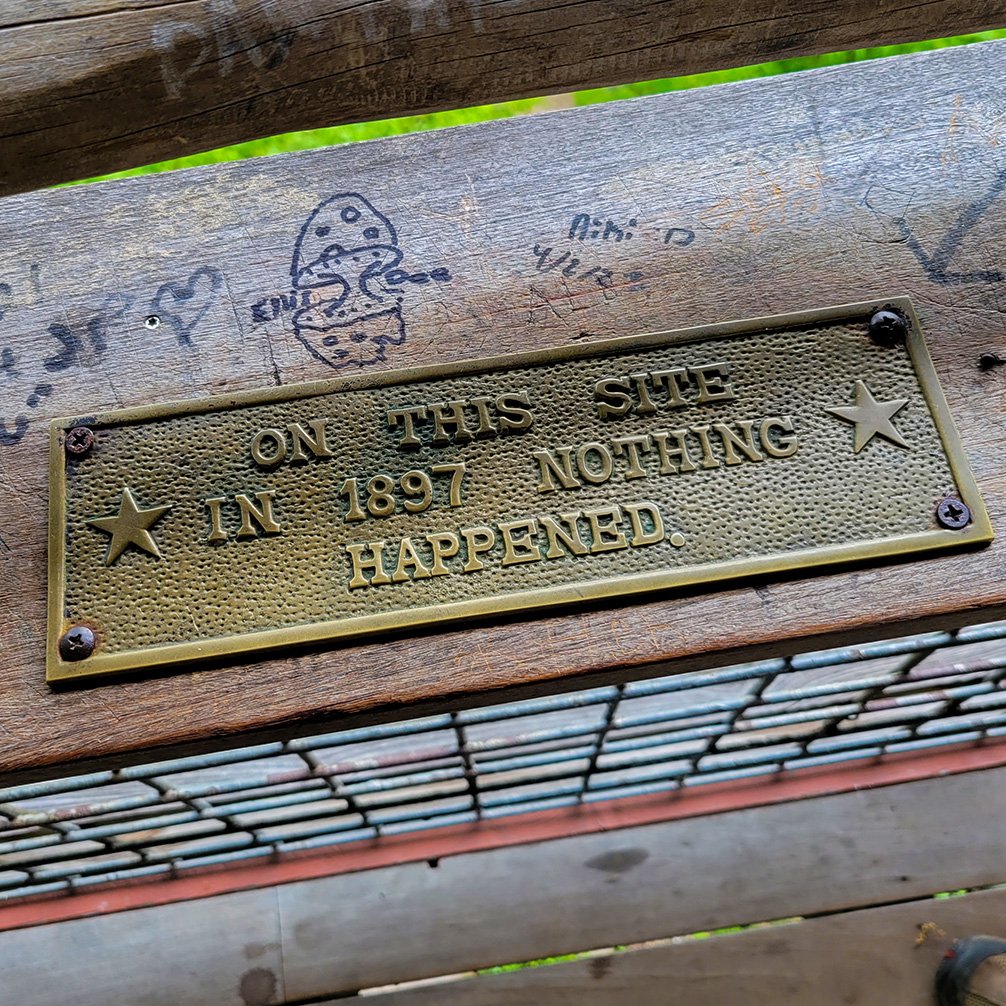 ON THIS SITE
IN 1897 NOTHING
HAPPENED.